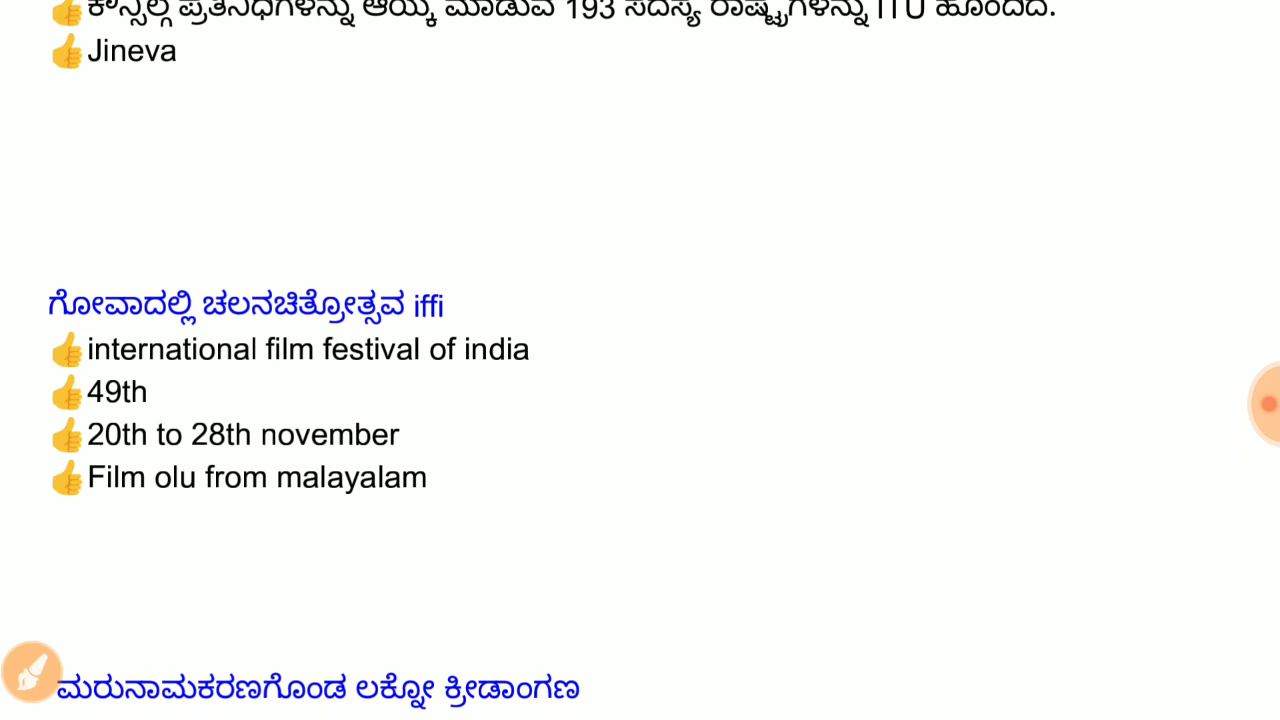 👍ಕೌನ್ಸಿಲ್ಗೆ ಪ್ರತಿನಿಧಿಗಳನ್ನು ಆಯ್ಕೆ ಮಾಡುವ 193 ಸದಸ್ಯ ರಾಷ್ಟ್ರಗಳನ್ನು ITU ಹೊಂದಿದೆ.
👍Jineva
ಗೋವಾದಲ್ಲಿ ಚಲನಚಿತ್ರೋತ್ಸವ iffi
👍international film festival of india
👍49th
👍20th to 28th november
👍Film olu from malayalam
ಮರುನಾಮಕರಣಗೊಂಡ ಲಕ್ನೋ ಕ್ರೀಡಾಂಗಣ